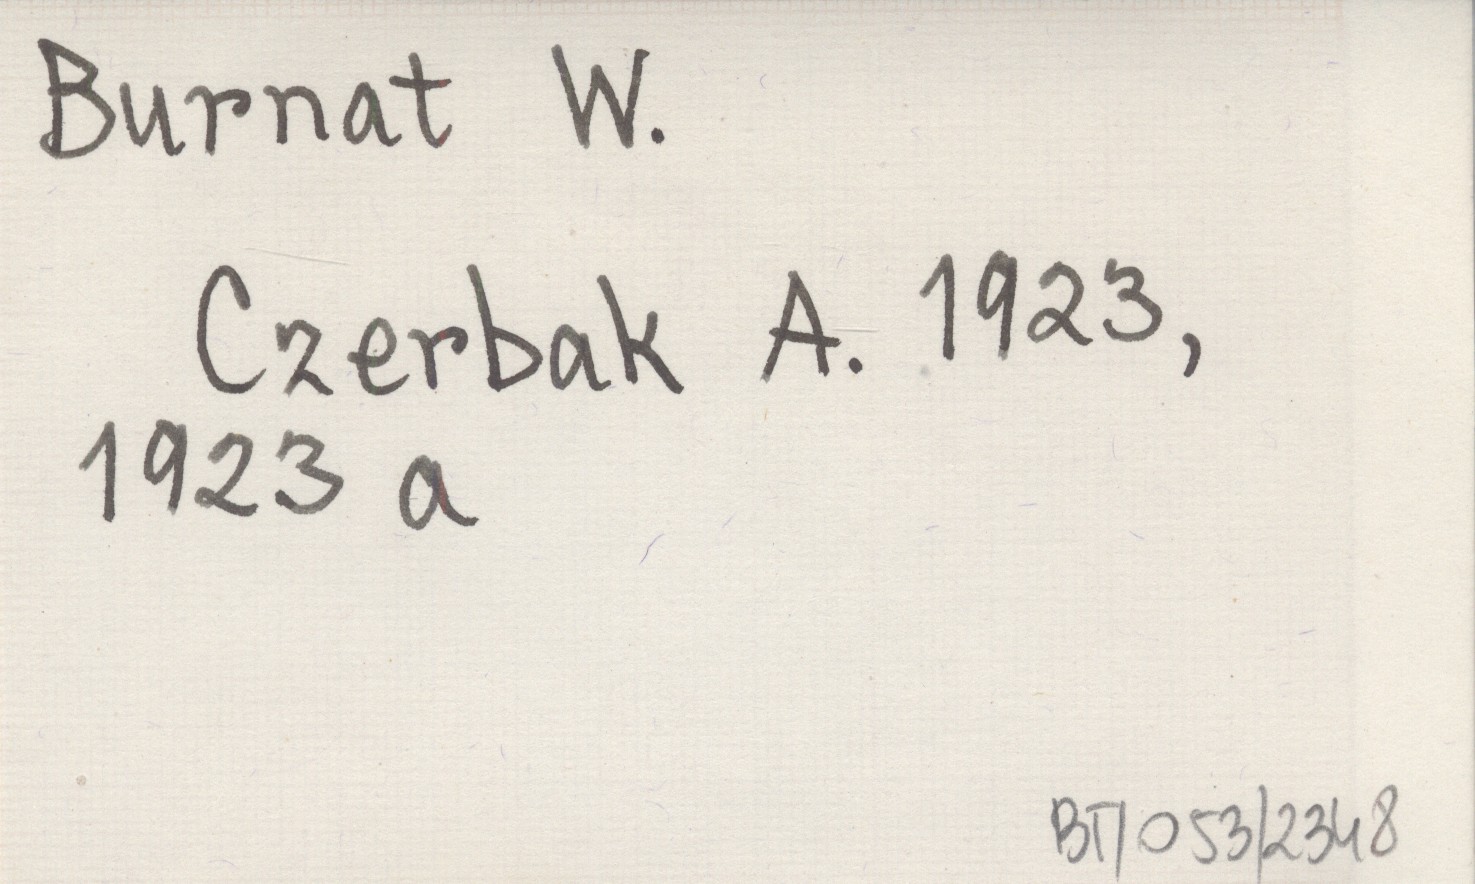 Burnat W.
Czerbak A. 1923,
1923 a
BT/053/2348